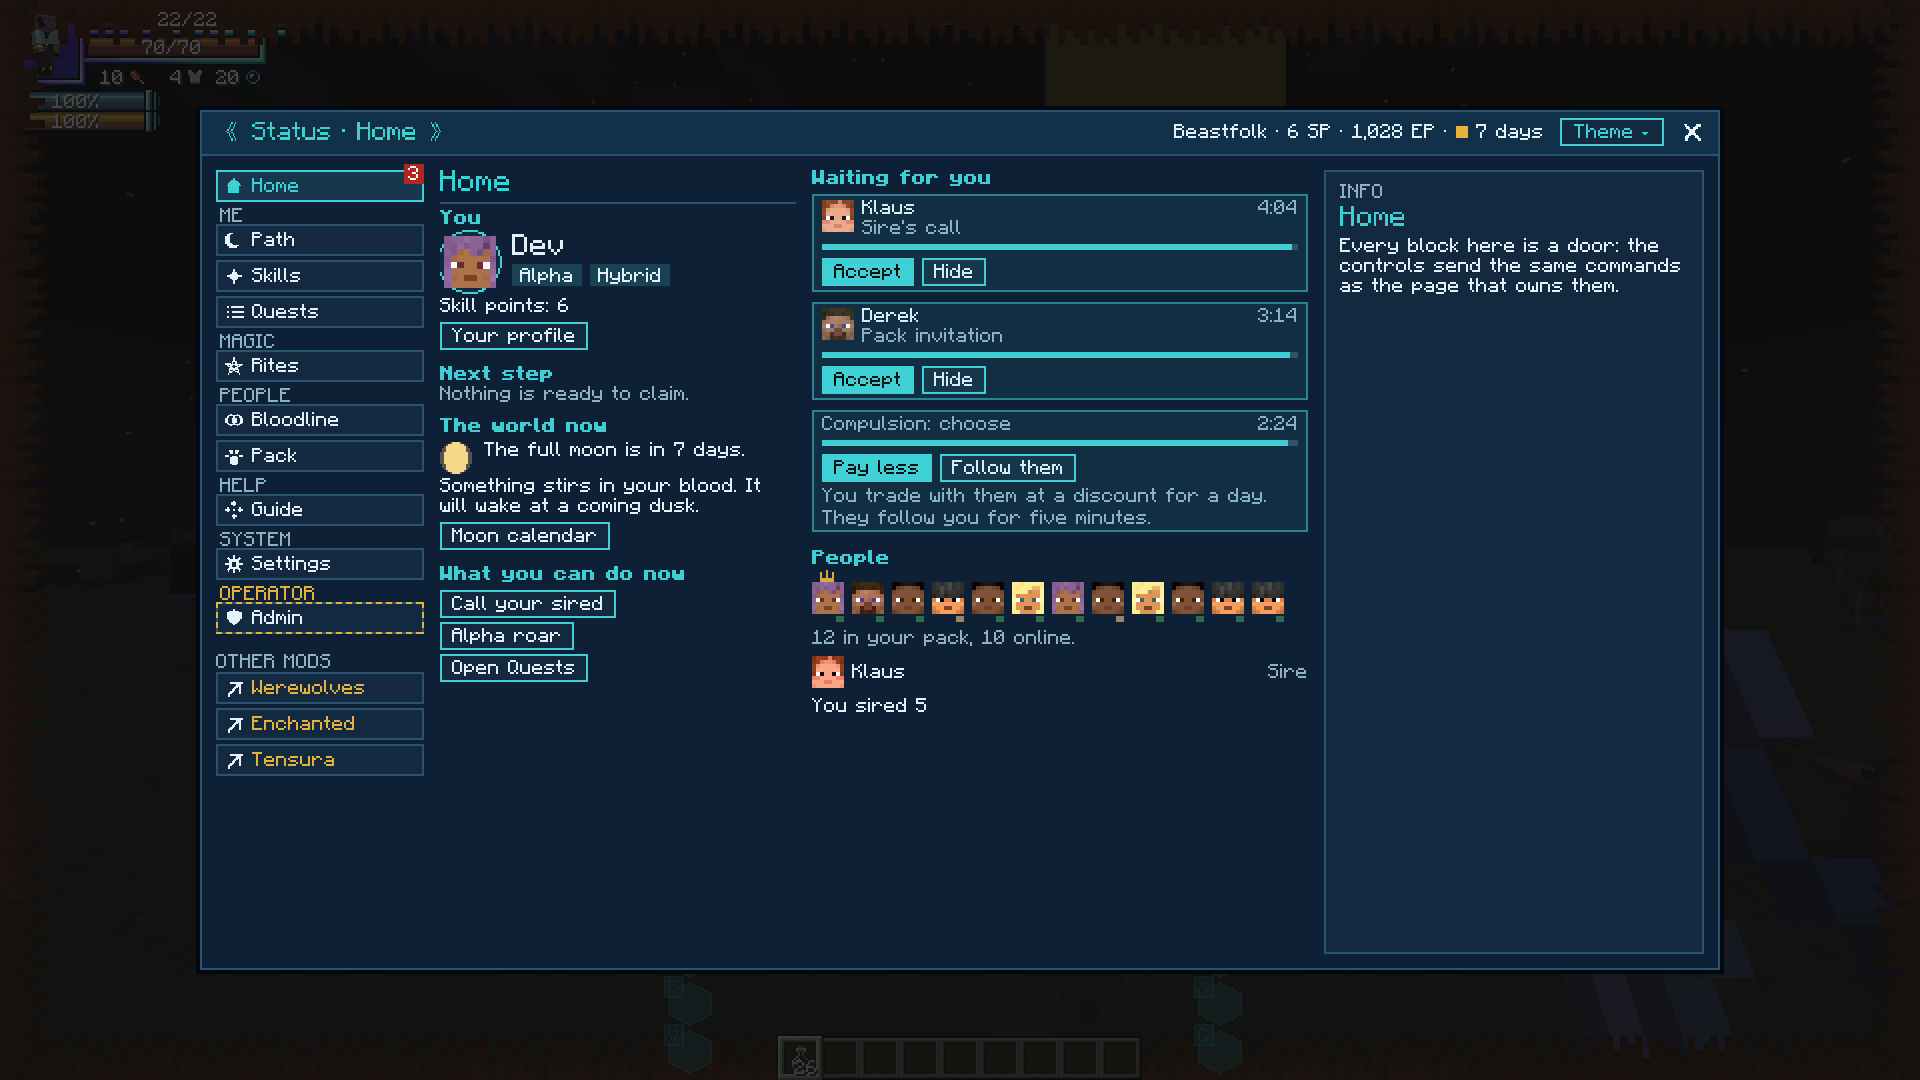 22/22
70/70
10 4 20
100%
100%
《 Status · Home 》
Beastfolk · 6 SP · 1,028 EP · 7 days
Theme
X
Home
3
ME
Path
Skills
Quests
MAGIC
Rites
PEOPLE
Bloodline
Pack
HELP
Guide
SYSTEM
Settings
OPERATOR
Admin
OTHER MODS
Werewolves
Enchanted
Tensura
Home
You
Dev
Alpha Hybrid
Skill points: 6
Your profile
Next step
Nothing is ready to claim.
The world now
The full moon is in 7 days.
Something stirs in your blood. It
will wake at a coming dusk.
Moon calendar
What you can do now
Call your sired
Alpha roar
Open Quests
Waiting for you
Klaus 4:04
Sire's call
Accept Hide
Derek 3:14
Pack invitation
Accept Hide
Compulsion: choose 2:24
Pay less Follow them
You trade with them at a discount for a day.
They follow you for five minutes.
People
12 in your pack, 10 online.
Klaus Sire
You sired 5
INFO
Home
Every block here is a door: the
controls send the same commands
as the page that owns them.
V
26